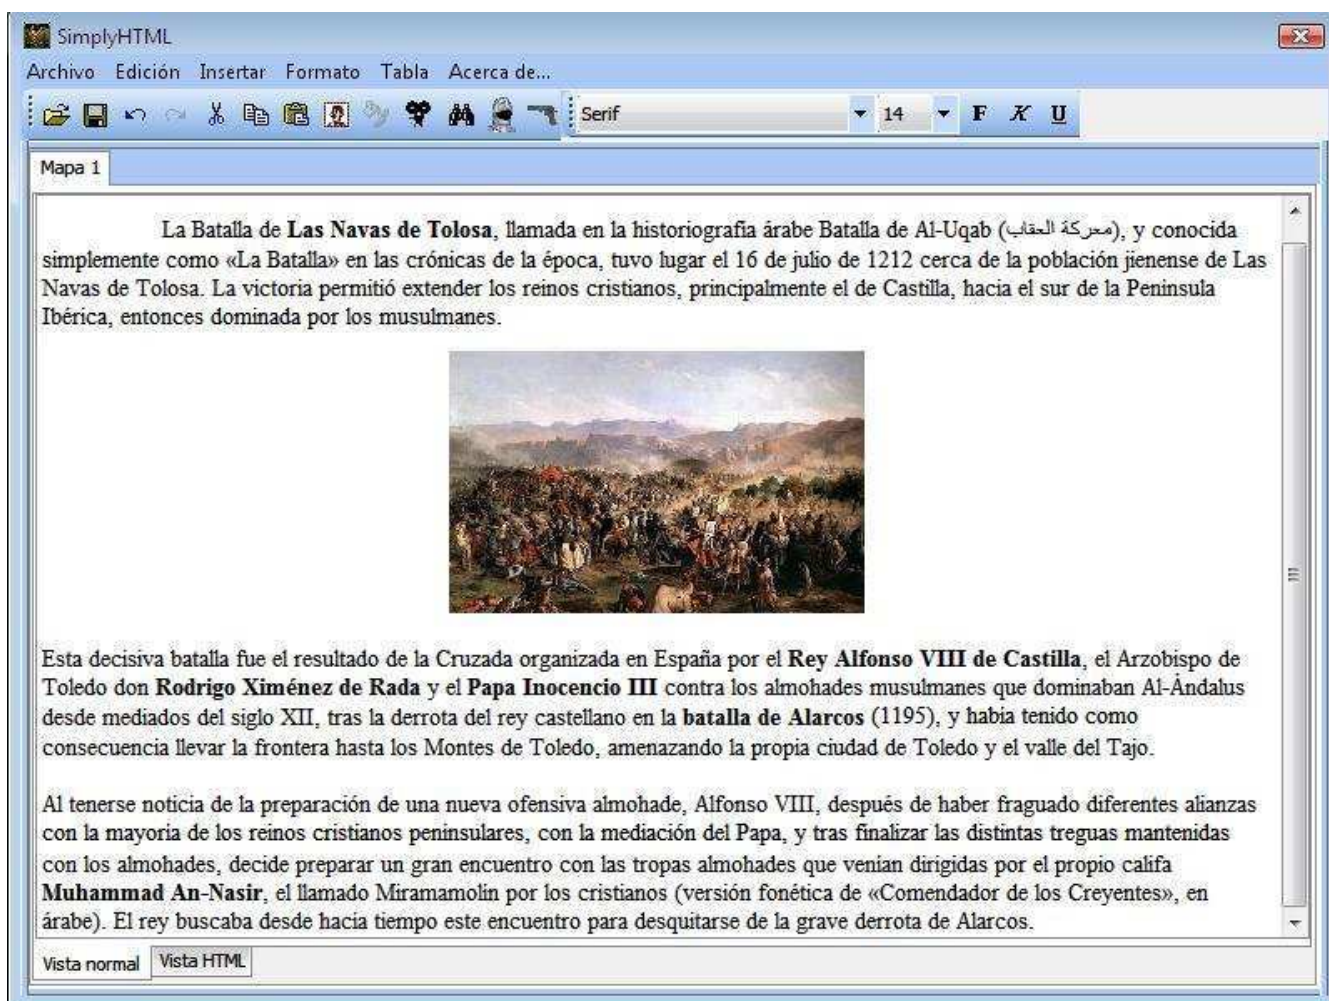 SimplyHTML
Archivo Edición Insertar Formato Tabla Acerca de...
Serif 14 F K U
Mapa 1
La Batalla de Las Navas de Tolosa, llamada en la historiografía árabe Batalla de Al-Uqab (معركة العقاب), y conocida
simplemente como «La Batalla» en las crónicas de la época, tuvo lugar el 16 de julio de 1212 cerca de la población jienense de Las
Navas de Tolosa. La victoria permitió extender los reinos cristianos, principalmente el de Castilla, hacia el sur de la Península
Ibérica, entonces dominada por los musulmanes.
Esta decisiva batalla fue el resultado de la Cruzada organizada en España por el Rey Alfonso VIII de Castilla, el Arzobispo de
Toledo don Rodrigo Ximénez de Rada y el Papa Inocencio III contra los almohades musulmanes que dominaban Al-Ándalus
desde mediados del siglo XII, tras la derrota del rey castellano en la batalla de Alarcos (1195), y había tenido como
consecuencia llevar la frontera hasta los Montes de Toledo, amenazando la propia ciudad de Toledo y el valle del Tajo.
Al tenerse noticia de la preparación de una nueva ofensiva almohade, Alfonso VIII, después de haber fraguado diferentes alianzas
con la mayoría de los reinos cristianos peninsulares, con la mediación del Papa, y tras finalizar las distintas treguas mantenidas
con los almohades, decide preparar un gran encuentro con las tropas almohades que venían dirigidas por el propio califa
Muhammad An-Nasir, el llamado Miramamolín por los cristianos (versión fonética de «Comendador de los Creyentes», en
árabe). El rey buscaba desde hacía tiempo este encuentro para desquitarse de la grave derrota de Alarcos.
Vista normal Vista HTML